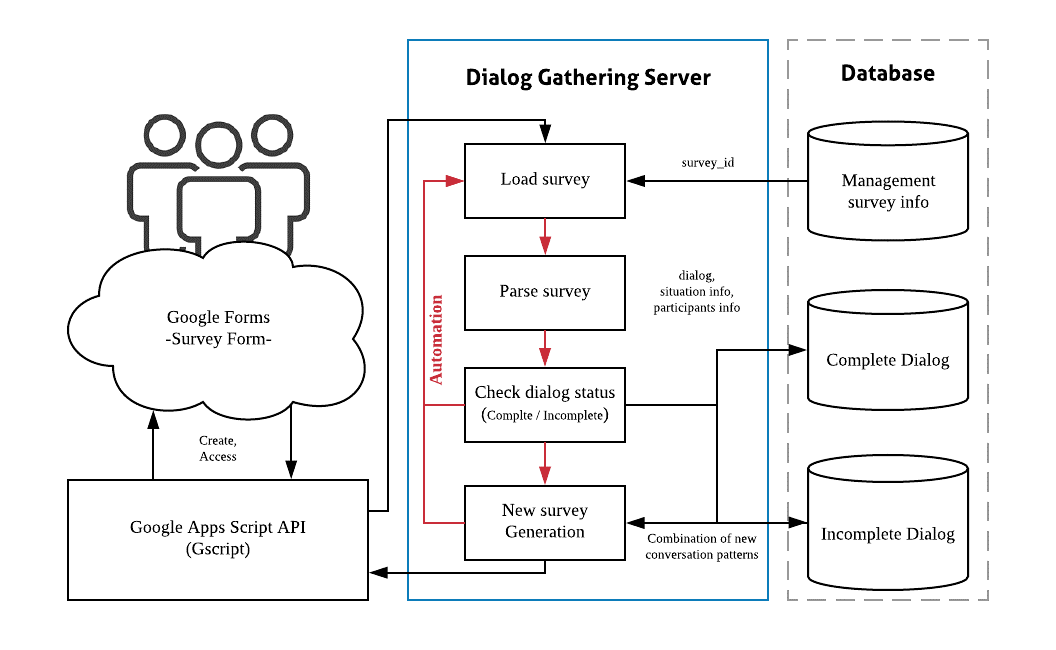 Dialog Gathering Server
Database
Load survey
survey_id
Management
survey info
Google Forms
-Survey Form-
Parse survey
dialog,
situation info,
participants info
Automation
Check dialog status
(Complte / Incomplete)
Complete Dialog
Create,
Access
Google Apps Script API
(Gscript)
New survey
Generation
Combination of new
conversation patterns
Incomplete Dialog